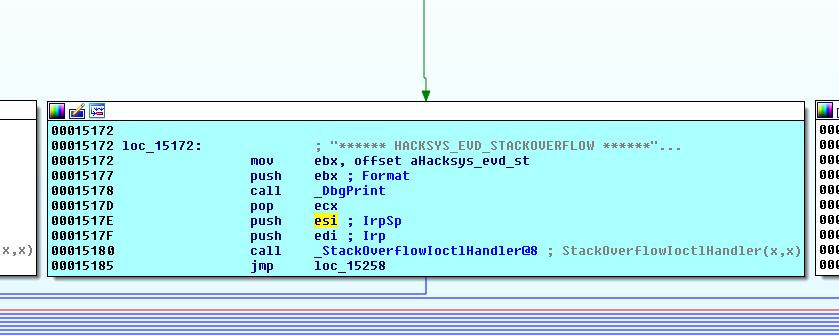 00015172
00015172 loc_15172: ; "****** HACKSYS_EVD_STACKOVERFLOW ******"...
00015172 mov ebx, offset aHacksys_evd_st
00015177 push ebx ; Format
00015178 call _DbgPrint
0001517D pop ecx
0001517E push esi ; IrpSp
0001517F push edi ; Irp
x,x)
00015180 call _StackOverflowIoctlHandler@8 ; StackOverflowIoctlHandler(x,x)
00015185 jmp loc_15258